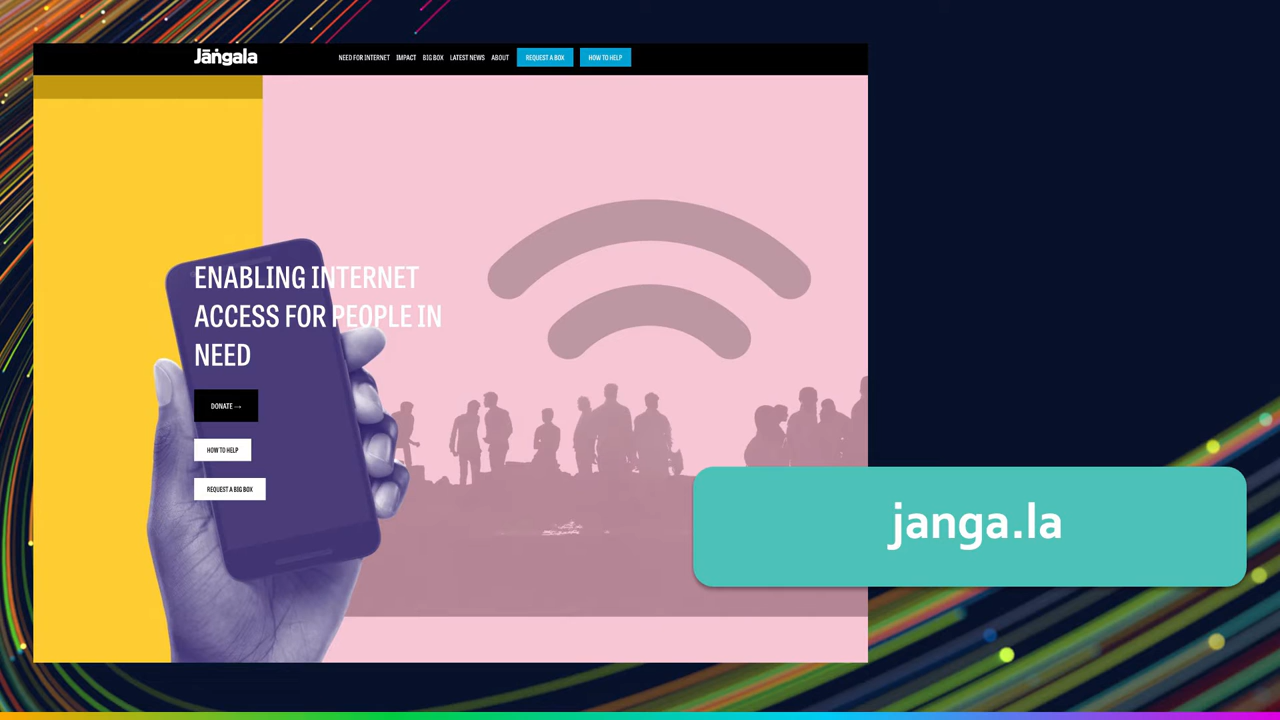 Jāṅgala
NEED FOR INTERNET IMPACT BIG BOX LATEST NEWS ABOUT REQUEST A BOX HOW TO HELP
ENABLING INTERNET
ACCESS FOR PEOPLE IN
NEED
DONATE →
HOW TO HELP
REQUEST A BIG BOX
janga.la